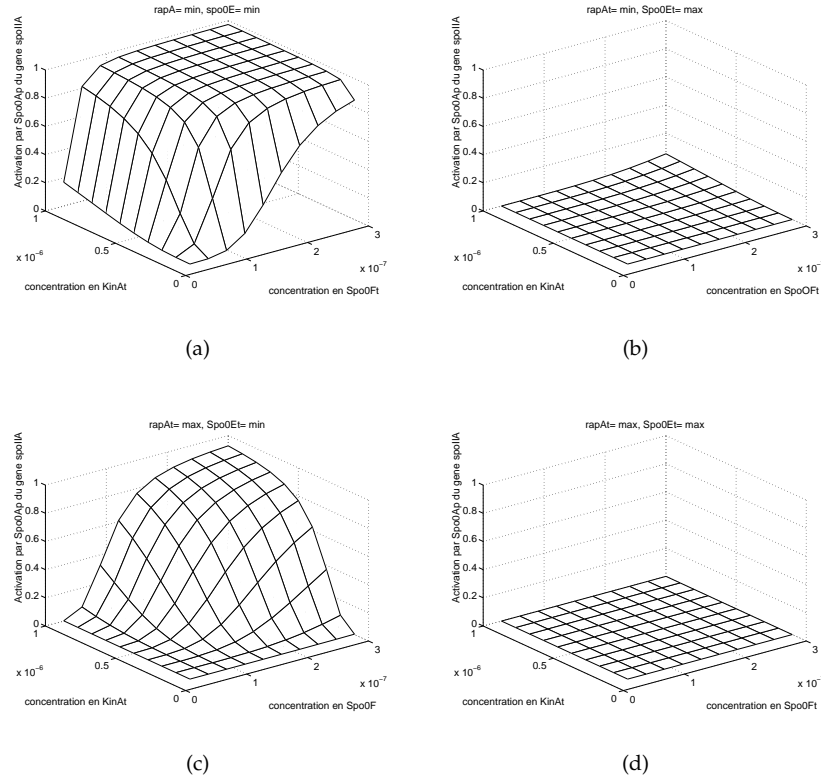 rapA= min, spo0E= min
Activation par Spo0Ap du gene spoIIA
1
0.8
0.6
0.4
0.2
0
1
0.5
0
x 10−6
concentration en KinAt
0
1
2
3
x 10−7
concentration en Spo0Ft
(a)
rapAt= min, Spo0Et= max
Activation par Spo0Ap du gene spoIIA
1
0.8
0.6
0.4
0.2
0
1
0.5
0
x 10−6
concentration en KinAt
0
1
2
3
x 10−
concentration en SpoOFt
(b)
rapAt= max, Spo0Et= min
Activation par Spo0Ap du gene spoIIA
1
0.8
0.6
0.4
0.2
0
1
0.5
0
x 10−6
concentration en KinAt
0
1
2
3
x 10−7
concentration en Spo0F
(c)
rapAt= max, Spo0Et= max
Activation par Spo0Ap du gene spoIIA
1
0.8
0.6
0.4
0.2
0
1
0.5
0
x 10−6
concentration en KinAt
0
1
2
3
x 10−
concentration en Spo0Ft
(d)